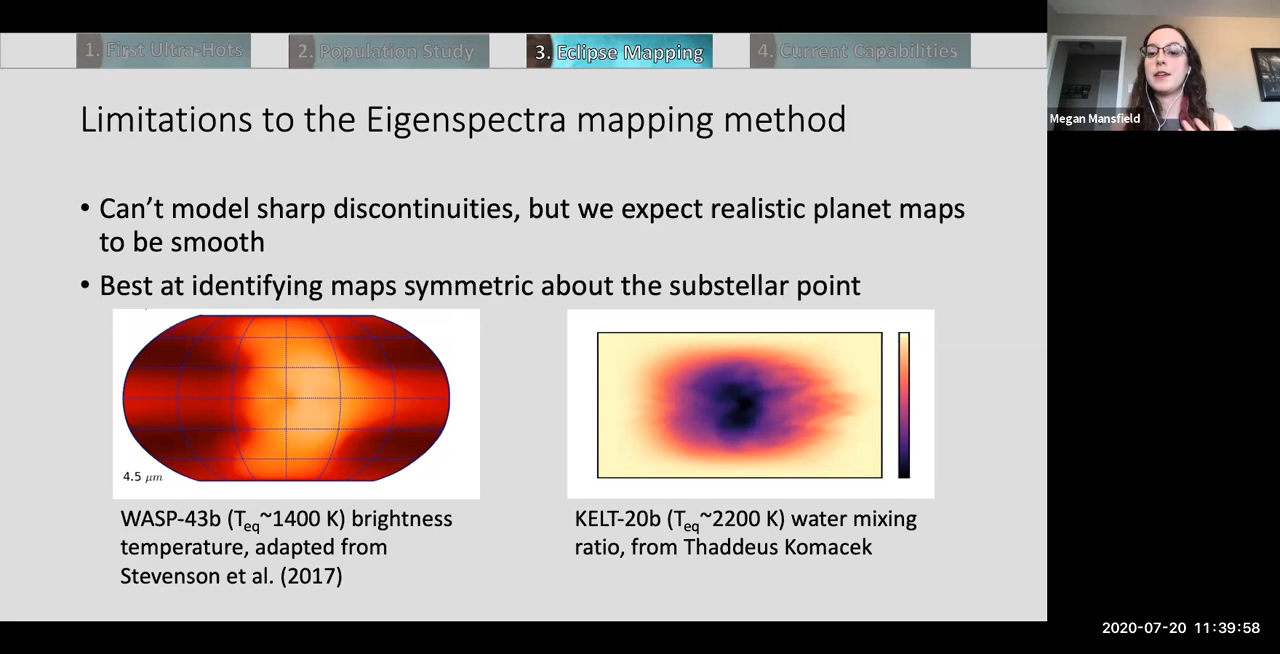 1. First Ultra-Hots
2. Population Study
3. Eclipse Mapping
4. Current Capabilities
Megan Mansfield
Limitations to the Eigenspectra mapping method
• Can’t model sharp discontinuities, but we expect realistic planet maps
to be smooth
• Best at identifying maps symmetric about the substellar point
4.5 μm
WASP-43b (Teq~1400 K) brightness
temperature, adapted from
Stevenson et al. (2017)
KELT-20b (Teq~2200 K) water mixing
ratio, from Thaddeus Komacek
2020-07-20 11:39:58